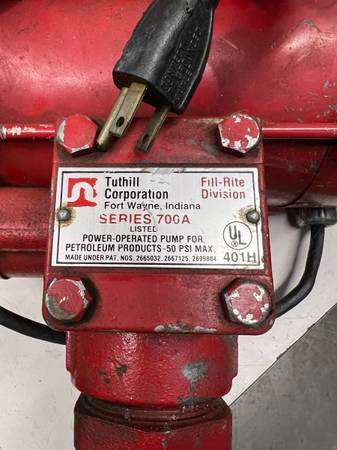 Tuthill Corporation
Fort Wayne, Indiana
Fill-Rite Division
SERIES 700A
LISTED
POWER-OPERATED PUMP FOR
PETROLEUM PRODUCTS-50 PSI MAX.
MADE UNDER PAT. NOS. 2665032, 2667125, 2699884
UL
401H